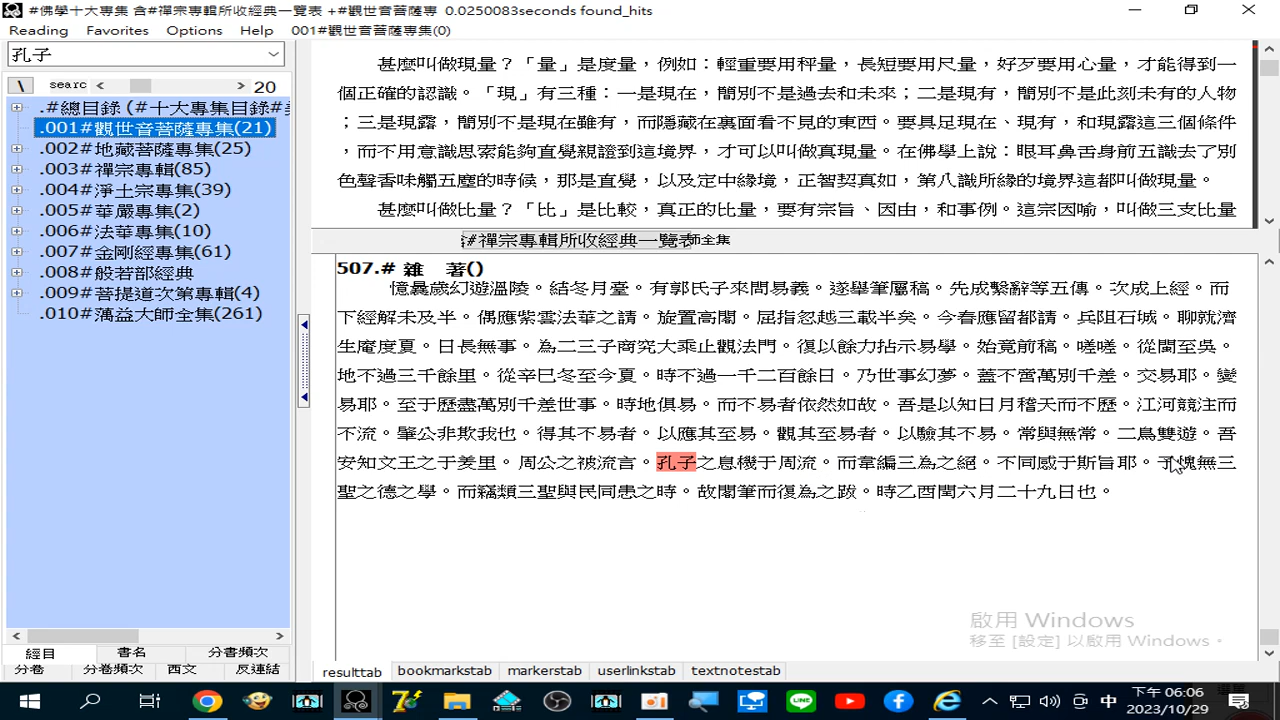 #佛學十大專集 含#禪宗專輯所收經典一覽表 +#觀世音菩薩專 0.0250083seconds found_hits
Reading Favorites Options Help 001#觀世音菩薩專集(0)
孔子
\ searc < > 20
.#總目錄 (#十大專集目錄#
.001#觀世音菩薩專集(21)
.002#地藏菩薩專集(25)
.003#禪宗專輯(85)
.004#淨土宗專集(39)
.005#華嚴專集(2)
.006#法華專集(10)
.007#金剛經專集(61)
.008#般若部經典
.009#菩提道次第專輯(4)
.010#蕅益大師全集(261)
經目 書名 分書頻次
分卷 分卷頻次 西文 反連結
甚麼叫做現量？「量」是度量，例如：輕重要用秤量，長短要用尺量，好歹要用心量，才能得到一
個正確的認識。「現」有三種：一是現在，簡別不是過去和未來；二是現有，簡別不是此刻未有的人物
；三是現露，簡別不是現在雖有，而隱藏在裏面看不見的東西。要具足現在、現有，和現露這三個條件
，而不用意識思索能夠直覺親證到這境界，才可以叫做真現量。在佛學上說：眼耳鼻舌身前五識去了別
色聲香味觸五塵的時候，那是直覺，以及定中緣境，正智契真如，第八識所緣的境界這都叫做現量。
甚麼叫做比量？「比」是比較，真正的比量，要有宗旨、因由，和事例。這宗因喻，叫做三支比量
#禪宗專輯所收經典一覽表師全集
507.# 雜 著()
憶曩歲幻遊溫陵。結冬月臺。有郭氏子來問易義。遂舉筆屬稿。先成繫辭等五傳。次成上經。而
下經解未及半。偶應紫雲法華之請。旋置高閣。屈指忽越三載半矣。今春應留都請。兵阻石城。聊就濟
生庵度夏。日長無事。為二三子商究大乘止觀法門。復以餘力拈示易學。始竟前稿。嗟嗟。從閩至吳。
地不過三千餘里。從辛巳冬至今夏。時不過一千二百餘日。乃世事幻夢。蓋不啻萬別千差。交易耶。變
易耶。至于歷盡萬別千差世事。時地俱易。而不易者依然如故。吾是以知日月稽天而不歷。江河競注而
不流。肇公非欺我也。得其不易者。以應其至易。觀其至易者。以驗其不易。常與無常。二鳥雙遊。吾
安知文王之于羑里。周公之被流言。孔子之息機于周流。而韋編三為之絕。不同感于斯旨耶。予愧無三
聖之德之學。而竊類三聖與民同患之時。故閣筆而復為之跋。時乙酉閏六月二十九日也。
啟用 Windows
移至 [設定] 以啟用 Windows。
resulttab bookmarkstab markerstab userlinkstab textnotestab
中 下午 06:06
2023/10/29